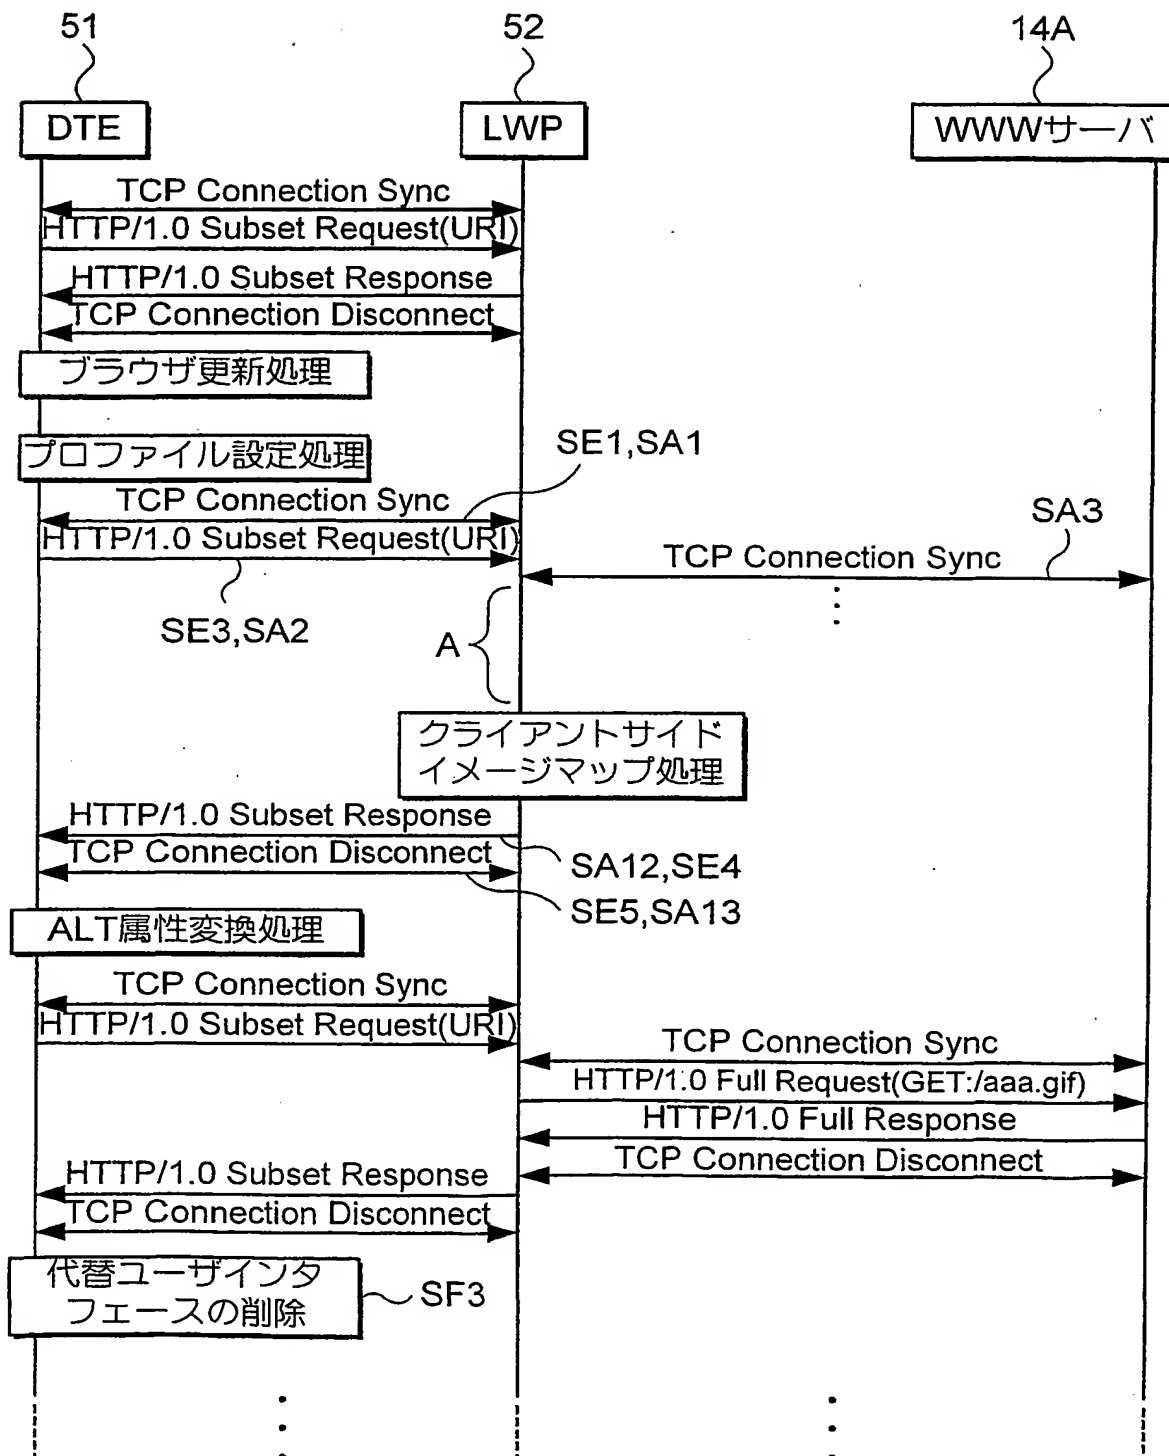 51
52
14A
DTE
LWP
WWWサーバ
TCP Connection Sync
HTTP/1.0 Subset Request(URI)
HTTP/1.0 Subset Response
TCP Connection Disconnect
ブラウザ更新処理
プロファイル設定処理
SE1,SA1
TCP Connection Sync
SA3
HTTP/1.0 Subset Request(URI)
TCP Connection Sync
SE3,SA2
A
クライアントサイド
イメージマップ処理
HTTP/1.0 Subset Response
TCP Connection Disconnect
SA12,SE4
SE5,SA13
ALT属性変換処理
TCP Connection Sync
HTTP/1.0 Subset Request(URI)
TCP Connection Sync
HTTP/1.0 Full Request(GET:/aaa.gif)
HTTP/1.0 Full Response
TCP Connection Disconnect
HTTP/1.0 Subset Response
TCP Connection Disconnect
代替ユーザインタ
フェースの削除
SF3